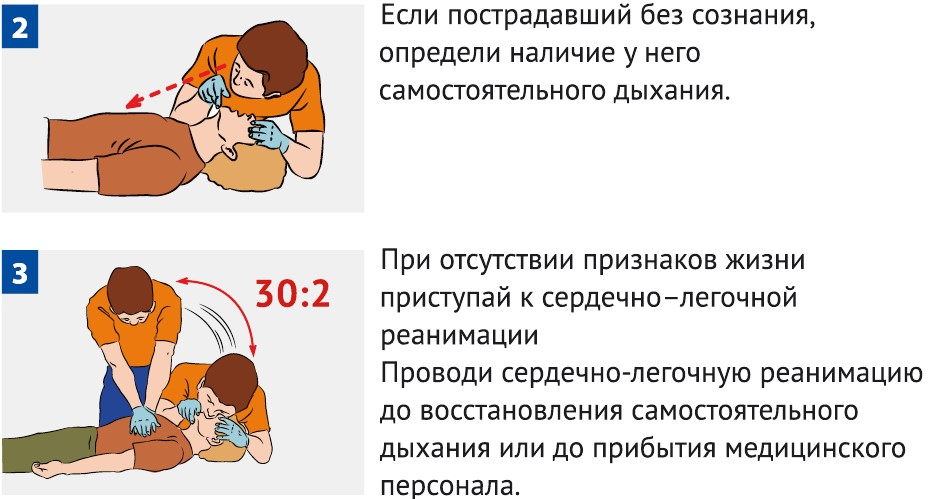 2
Если пострадавший без сознания,
определи наличие у него
самостоятельного дыхания.
3
30:2
При отсутствии признаков жизни
приступай к сердечно–легочной
реанимации
Проводи сердечно-легочную реанимацию
до восстановления самостоятельного
дыхания или до прибытия медицинского
персонала.